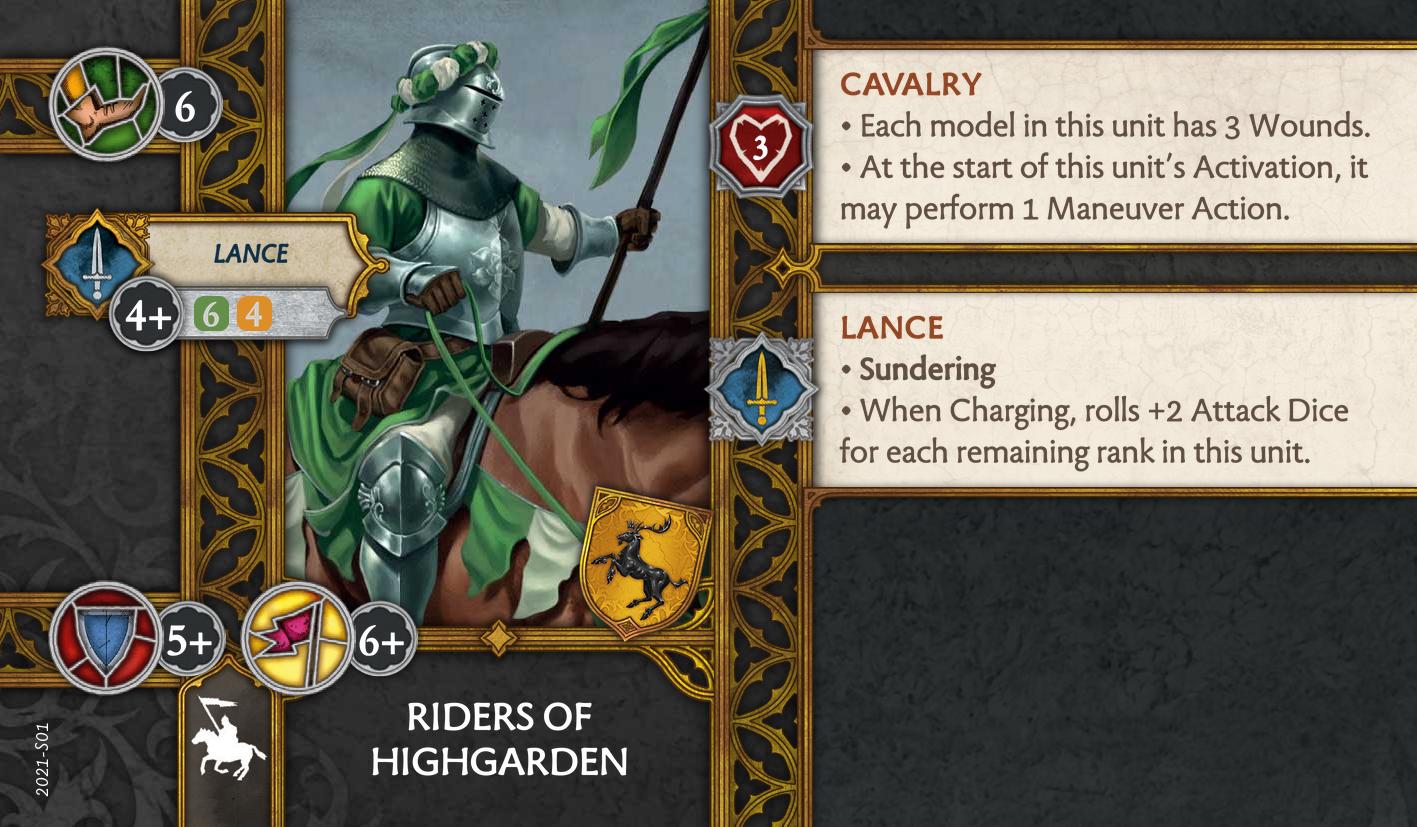 6
LANCE
4+ 6 4
5+ 6+
RIDERS OF
HIGHGARDEN
2021-S01
3
CAVALRY
• Each model in this unit has 3 Wounds.
• At the start of this unit’s Activation, it
may perform 1 Maneuver Action.
LANCE
• Sundering
• When Charging, rolls +2 Attack Dice
for each remaining rank in this unit.